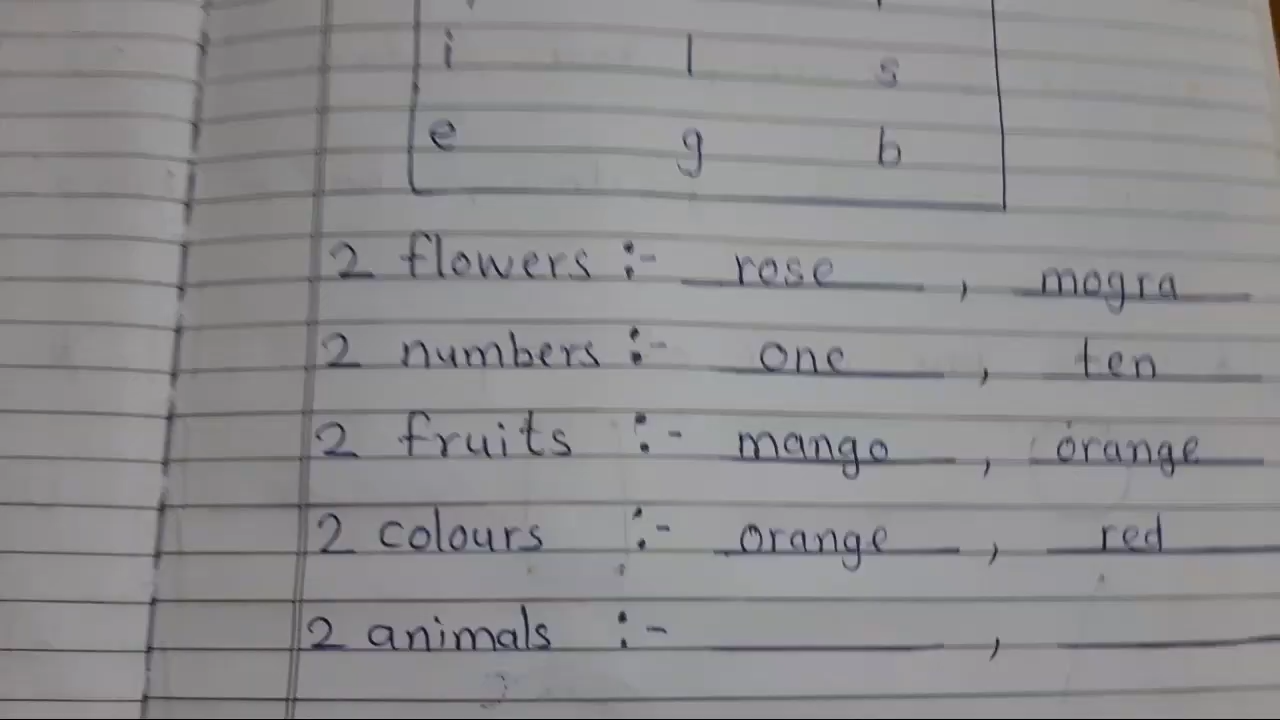 i l s
e g b
2 flowers :- rose , mogra
2 numbers :- one , ten
2 fruits :- mango , orange
2 colours :- orange , red
2 animals :- ,